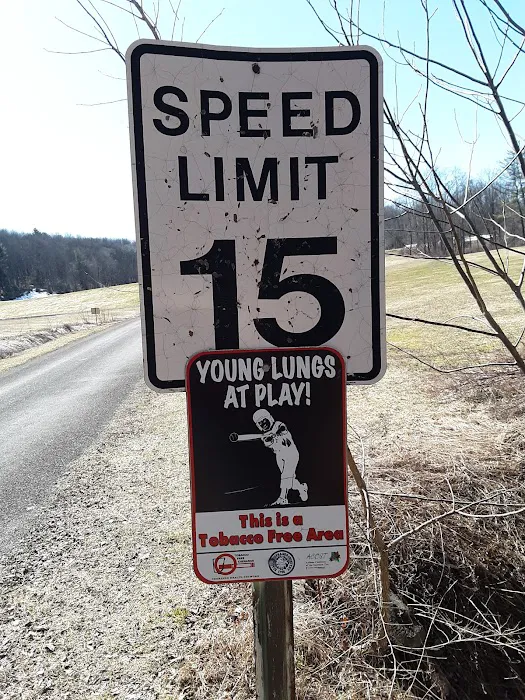 SPEED
LIMIT
15
YOUNG LUNGS
AT PLAY!
This is a
Tobacco Free Area